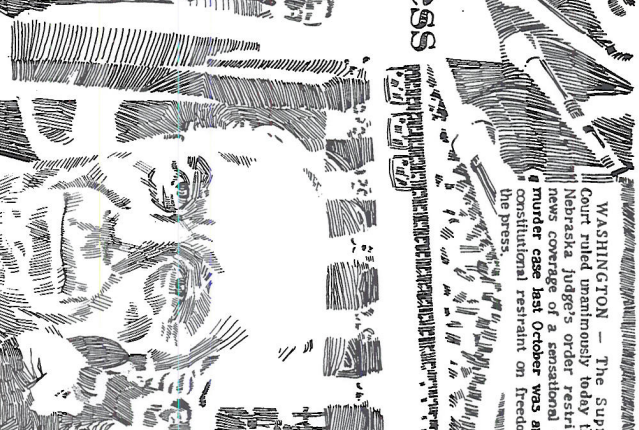 ess
WASHINGTON — The Sup
Court ruled unanimously today t
Nebraska judge's order restri
news coverage of a sensational
murder case last October was a
constitutional restraint on freedo
the press.